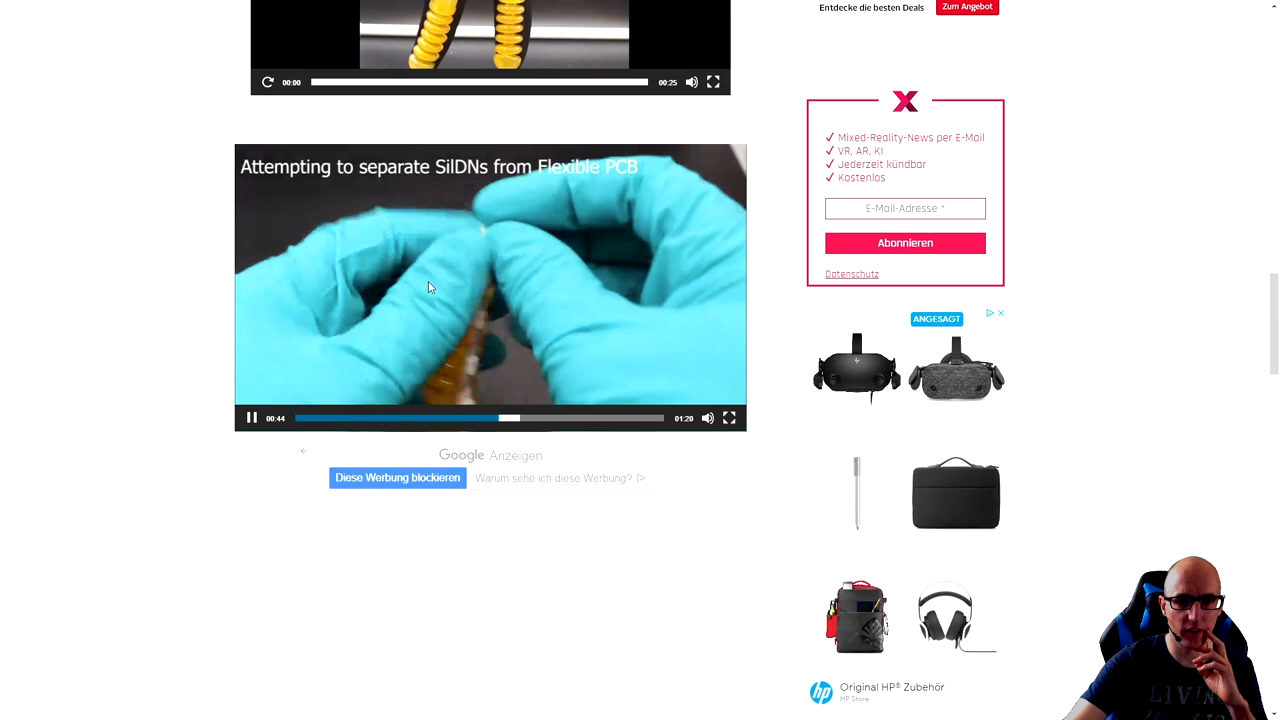 Entdecke die besten Deals
Zum Angebot
00:00
00:25
X
Mixed-Reality-News per E-Mail
VR, AR, KI
Jederzeit kündbar
Kostenlos
E-Mail-Adresse *
Abonnieren
Datenschutz
Attempting to separate SilDNs from Flexible PCB
00:44
01:20
Google Anzeigen
Diese Werbung blockieren
Warum sehe ich diese Werbung?
ANGESAGT
hp
Original HP® Zubehör
HP Store
LIVIN